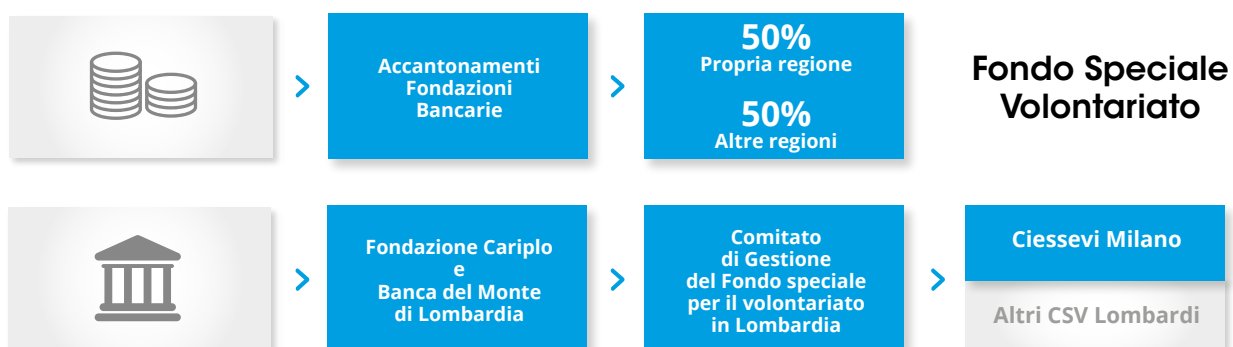 Accantonamenti
Fondazioni
Bancarie
50%
Propria regione
50%
Altre regioni
Fondo Speciale
Volontariato
Fondazione Cariplo
e
Banca del Monte
di Lombardia
Comitato
di Gestione
del Fondo speciale
per il volontariato
in Lombardia
Ciessevi Milano
Altri CSV Lombardi